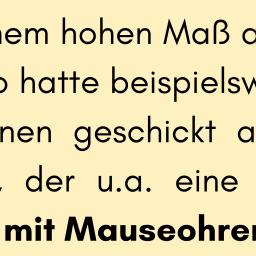 nem hohen Maß a
o hatte beispielsw
nen geschickt a
, der u.a. eine
mit Mauseohren